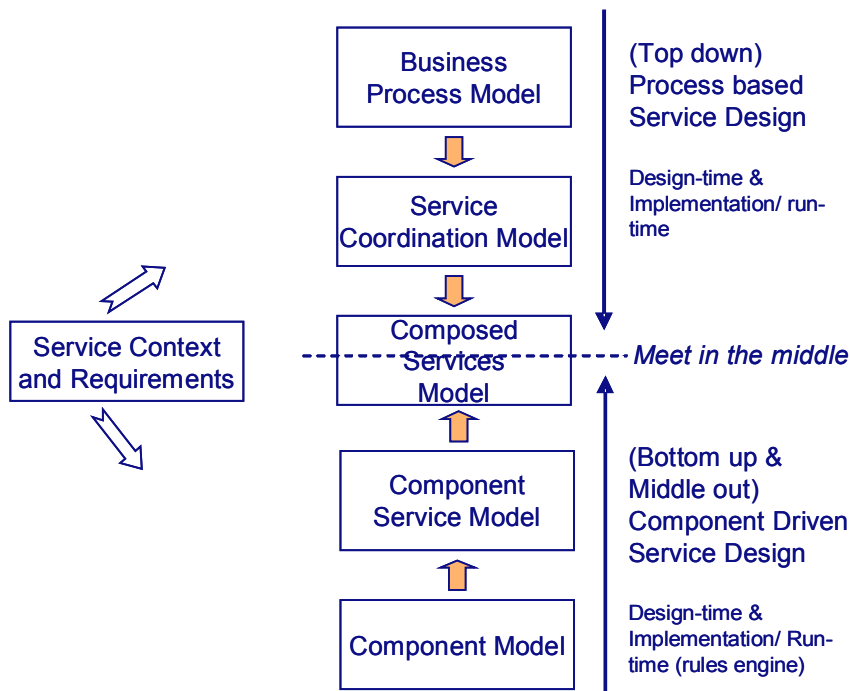 Business
Process Model
(Top down)
Process based
Service Design
Design-time &
Implementation/ run-
time
Service
Coordination Model
Service Context
and Requirements
Composed
Services
Model
Meet in the middle
Component
Service Model
(Bottom up &
Middle out)
Component Driven
Service Design
Component Model
Design-time &
Implementation/ Run-
time (rules engine)